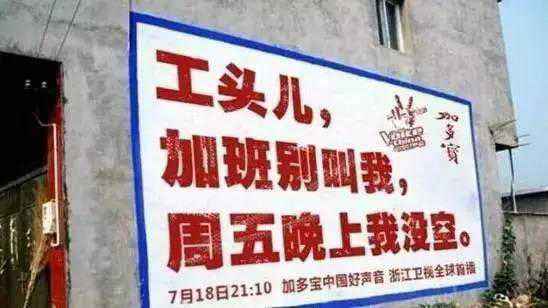 工头儿，
加班别叫我，
周五晚上我没空。
7月18日21:10 加多宝中国好声音 浙江卫视全球首播
加多寶